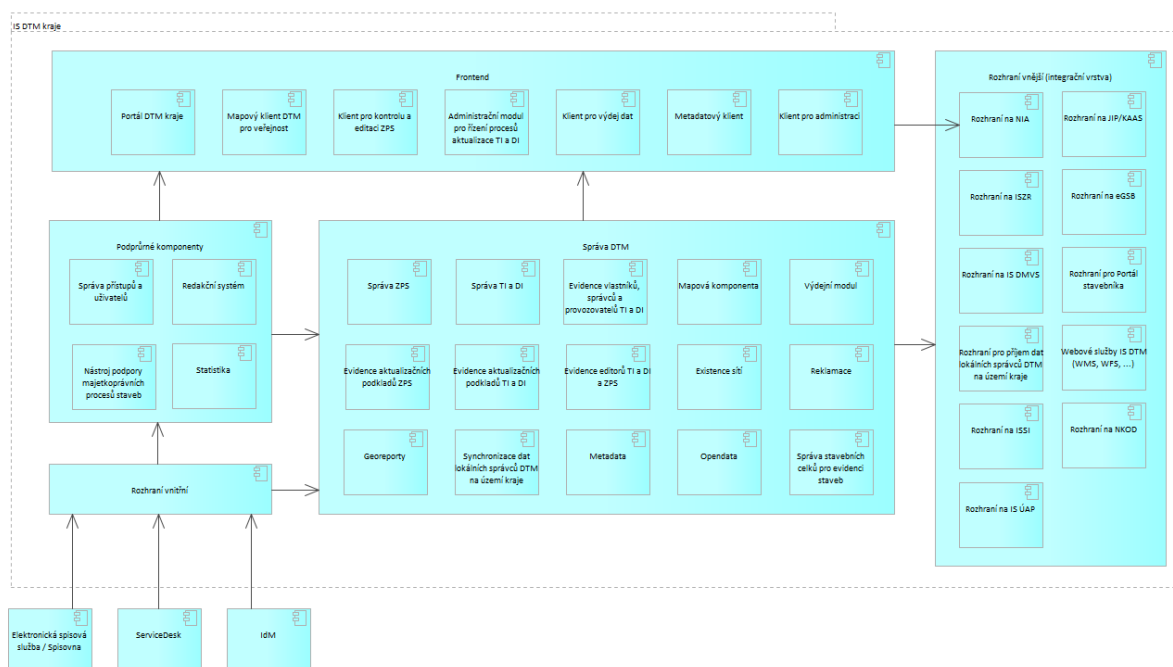 IS DTM kraje
Frontend
Portál DTM kraje
Mapový klient DTM
pro veřejnost
Klient pro kontrolu a
editaci ZPS
Administrační modul
pro řízení procesů
aktualizace TI a DI
Klient pro výdej dat
Metadatový klient
Klient pro administraci
Rozhraní vnější (integrační vrstva)
Rozhraní na NIA
Rozhraní na JIP/KAAS
Rozhraní na ISZR
Rozhraní na eGSB
Rozhraní na IS DMVS
Rozhraní pro Portál
stavebníka
Rozhraní pro příjem dat
lokálních správců DTM
na území kraje
Webové služby IS DTM
(WMS, WFS, ...)
Rozhraní na ISSI
Rozhraní na NKOD
Rozhraní na IS ÚAP
Podprůrné komponenty
Správa přístupů a
uživatelů
Redakční systém
Nástroj podpory
majetkoprávních
procesů staveb
Statistika
Správa DTM
Správa ZPS
Správa TI a DI
Evidence vlastníků,
správců a
provozovatelů TI a DI
Mapová komponenta
Výdejní modul
Evidence aktualizačních
podkladů ZPS
Evidence aktualizačních
podkladů TI a DI
Evidence editorů TI a DI
a ZPS
Existence sítí
Reklamace
Georeporty
Synchronizace dat
lokálních správců DTM
na území kraje
Metadata
Opendata
Správa stavebních
celků pro evidenci
staveb
Rozhraní vnitřní
Elektronická spisová
služba / Spisovna
ServiceDesk
IdM